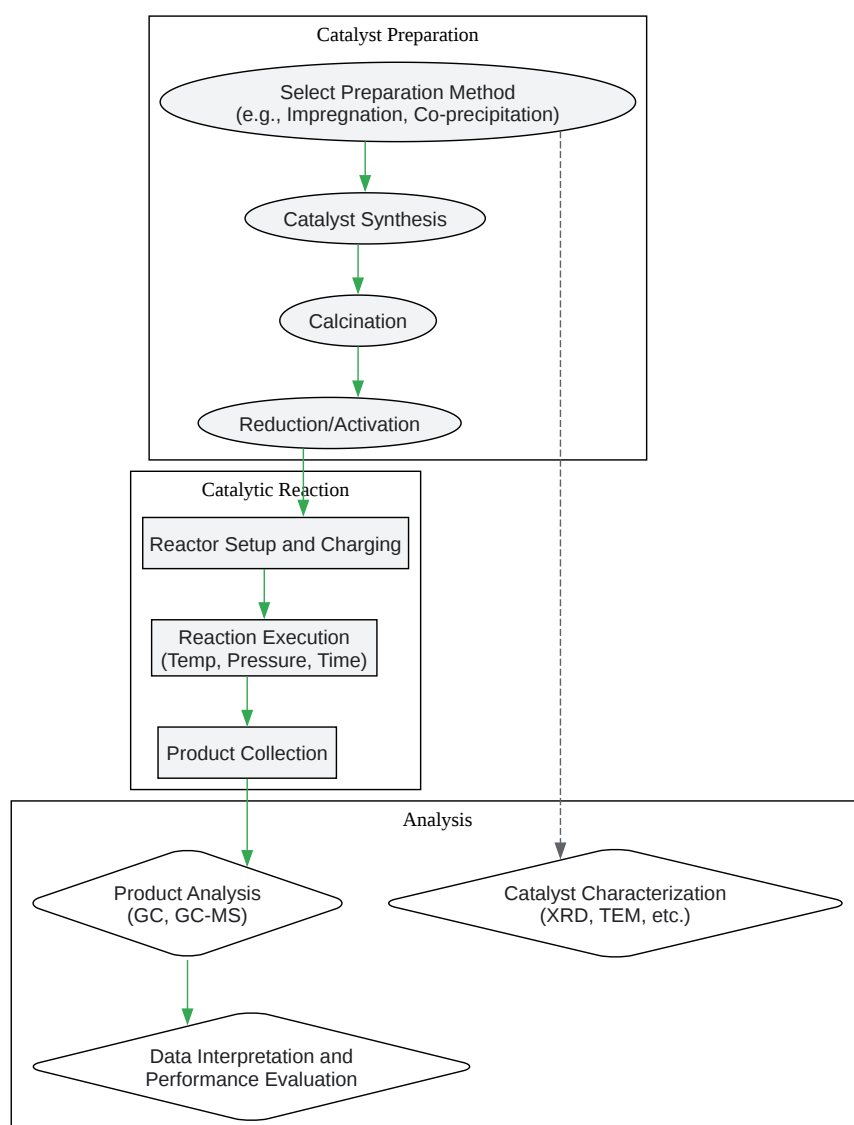 Catalyst Preparation
Select Preparation Method
(e.g., Impregnation, Co-precipitation)
Catalyst Synthesis
Calcination
Reduction/Activation
Catalytic Reaction
Reactor Setup and Charging
Reaction Execution
(Temp, Pressure, Time)
Product Collection
Analysis
Product Analysis
(GC, GC-MS)
Catalyst Characterization
(XRD, TEM, etc.)
Data Interpretation and
Performance Evaluation